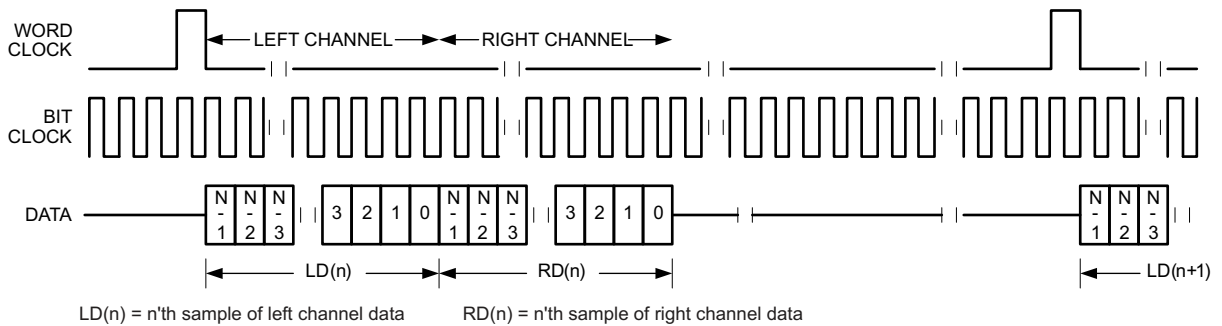 WORD
CLOCK
LEFT CHANNEL
RIGHT CHANNEL
BIT
CLOCK
DATA
N
-
1
N
-
2
N
-
3
3
2
1
0
N
-
1
N
-
2
N
-
3
3
2
1
0
N
-
1
N
-
2
N
-
3
LD(n)
RD(n)
LD(n+1)
LD(n) = n'th sample of left channel data
RD(n) = n'th sample of right channel data